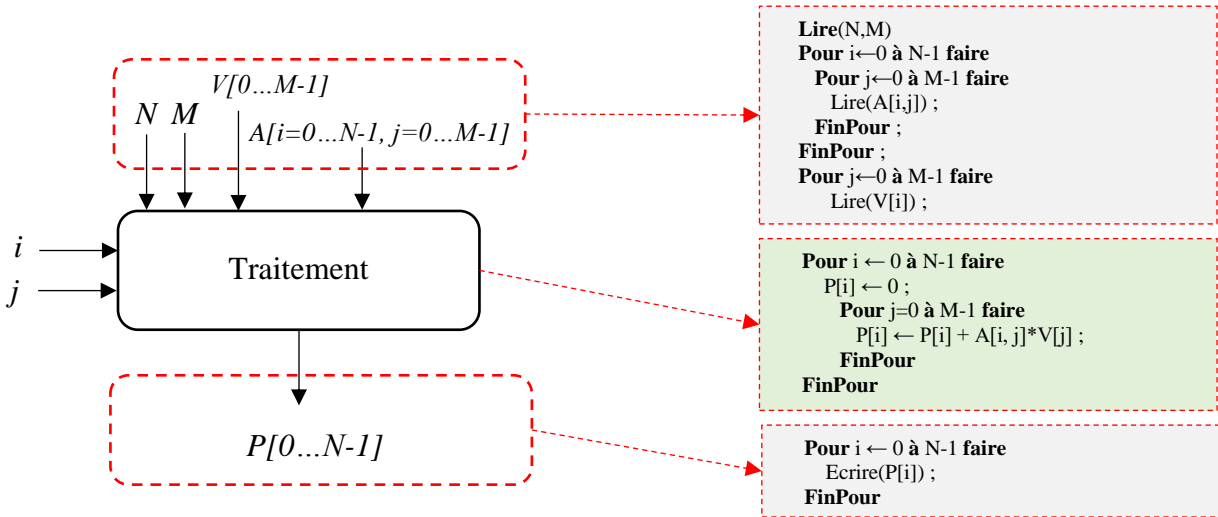 V[0…M-1]
N M
A[i=0…N-1, j=0…M-1]
i
j
Traitement
P[0…N-1]
Lire(N,M)
Pour i←0 à N-1 faire
Pour j←0 à M-1 faire
Lire(A[i,j]) ;
FinPour ;
FinPour ;
Pour j←0 à M-1 faire
Lire(V[i]) ;
Pour i ← 0 à N-1 faire
P[i] ← 0 ;
Pour j=0 à M-1 faire
P[i] ← P[i] + A[i, j]*V[j] ;
FinPour
FinPour
Pour i ← 0 à N-1 faire
Ecrire(P[i]) ;
FinPour